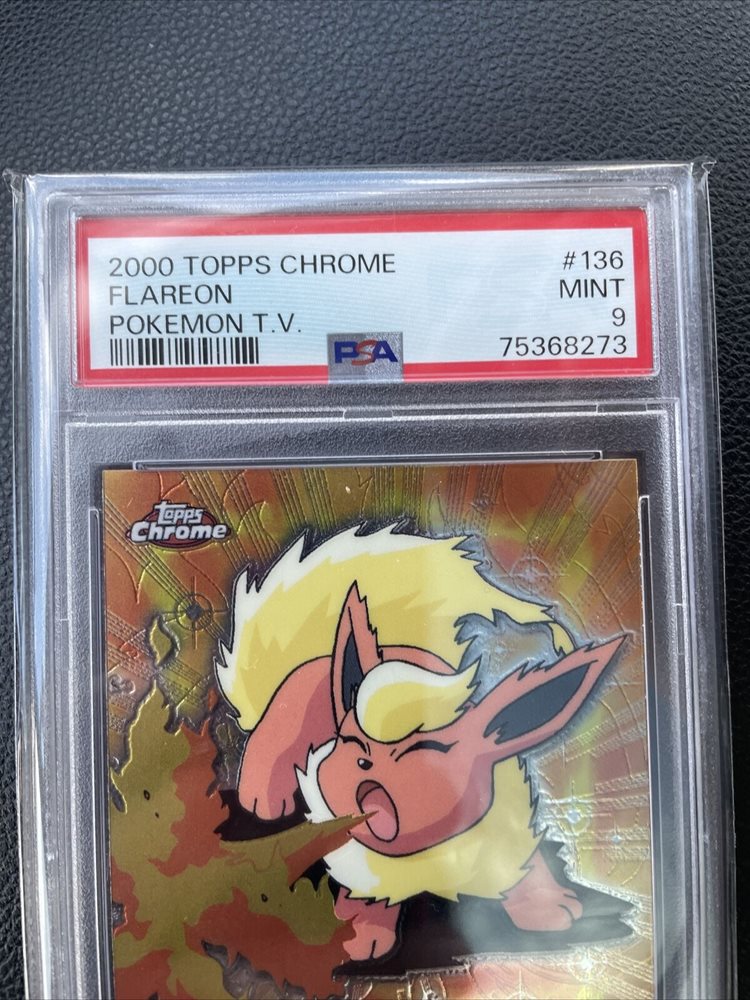 2000 TOPPS CHROME #136
FLAREON MINT
POKEMON T.V. 9
PSA 75368273
Topps
Chrome